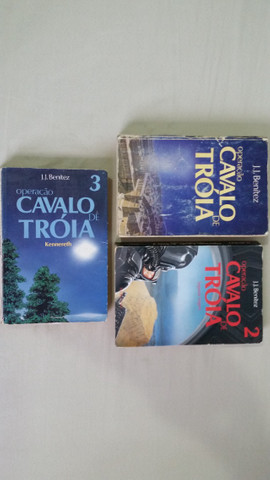 3
J.J. Benítez
operação
CAVALO
DE
TRÓIA
Kennereth
J.J. Benítez
operação
CAVALO
DE
TRÓIA
J.J. Benítez
2
operação
CAVALO
DE
TRÓIA